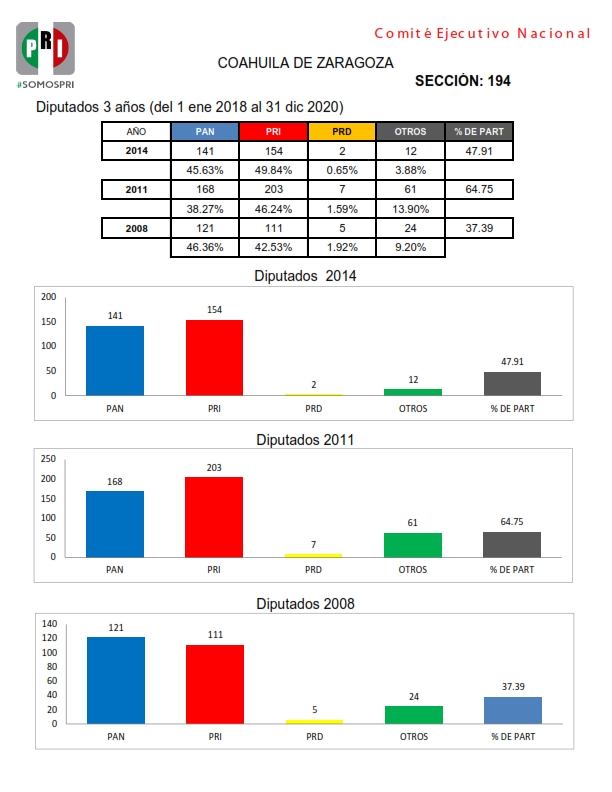 Comité Ejecutivo Nacional
PRI
#SOMOSPRI
COAHUILA DE ZARAGOZA
SECCIÓN: 194
Diputados 3 años (del 1 ene 2018 al 31 dic 2020)
AÑO PAN PRI PRD OTROS % DE PART
2014 141 154 2 12 47.91
45.63% 49.84% 0.65% 3.88%
2011 168 203 7 61 64.75
38.27% 46.24% 1.59% 13.90%
2008 121 111 5 24 37.39
46.36% 42.53% 1.92% 9.20%
Diputados 2014
200
150
100
50
0
141 154 2 12 47.91
PAN PRI PRD OTROS % DE PART
Diputados 2011
250
200
150
100
50
0
168 203 7 61 64.75
PAN PRI PRD OTROS % DE PART
Diputados 2008
140
120
100
80
60
40
20
0
121 111 5 24 37.39
PAN PRI PRD OTROS % DE PART